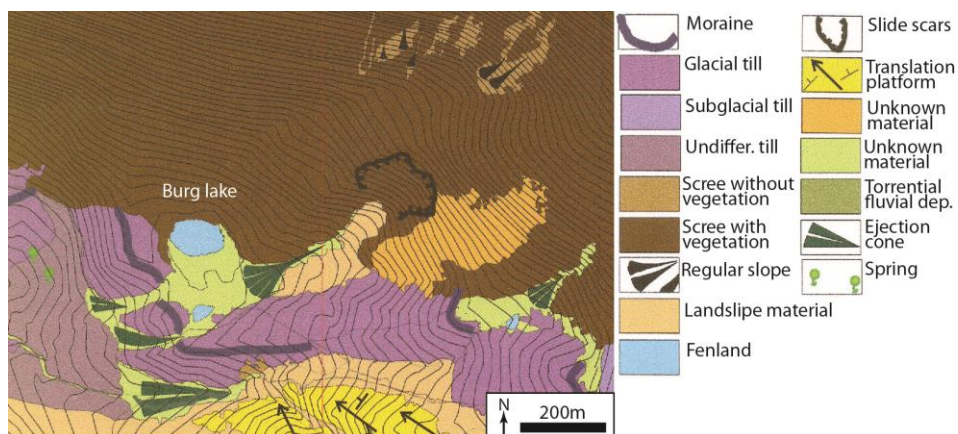 Burg lake
N
200m
Moraine
Glacial till
Subglacial till
Undiffer. till
Scree without
vegetation
Scree with
vegetation
Regular slope
Landslipe material
Fenland
Slide scars
Translation
platform
Unknown
material
Unknown
material
Torrential
fluvial dep.
Ejection
cone
Spring